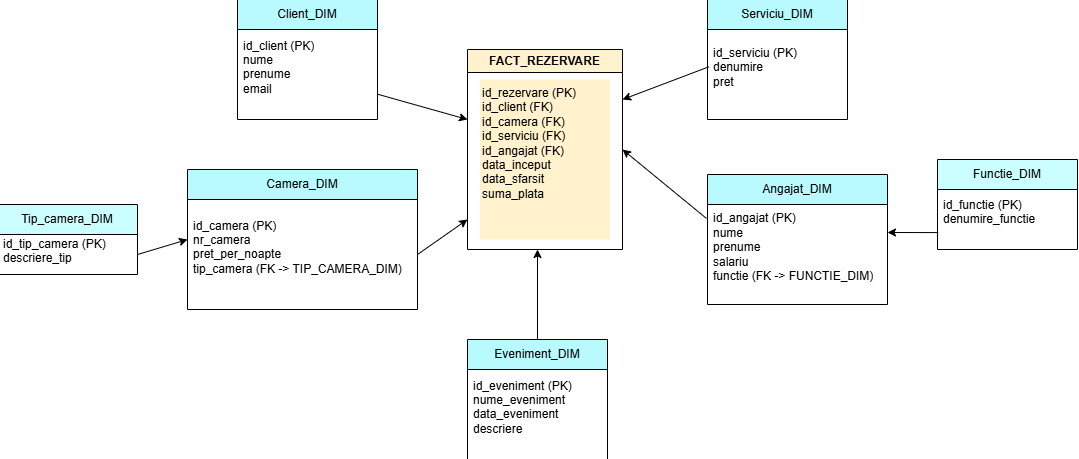 Client_DIM
id_client (PK)
nume
prenume
email
Serviciu_DIM
id_serviciu (PK)
denumire
pret
FACT_REZERVARE
id_rezervare (PK)
id_client (FK)
id_camera (FK)
id_serviciu (FK)
id_angajat (FK)
data_inceput
data_sfarsit
suma_plata
Tip_camera_DIM
id_tip_camera (PK)
descriere_tip
Camera_DIM
id_camera (PK)
nr_camera
pret_per_noapte
tip_camera (FK -> TIP_CAMERA_DIM)
Angajat_DIM
id_angajat (PK)
nume
prenume
salariu
functie (FK -> FUNCTIE_DIM)
Functie_DIM
id_functie (PK)
denumire_functie
Eveniment_DIM
id_eveniment (PK)
nume_eveniment
data_eveniment
descriere